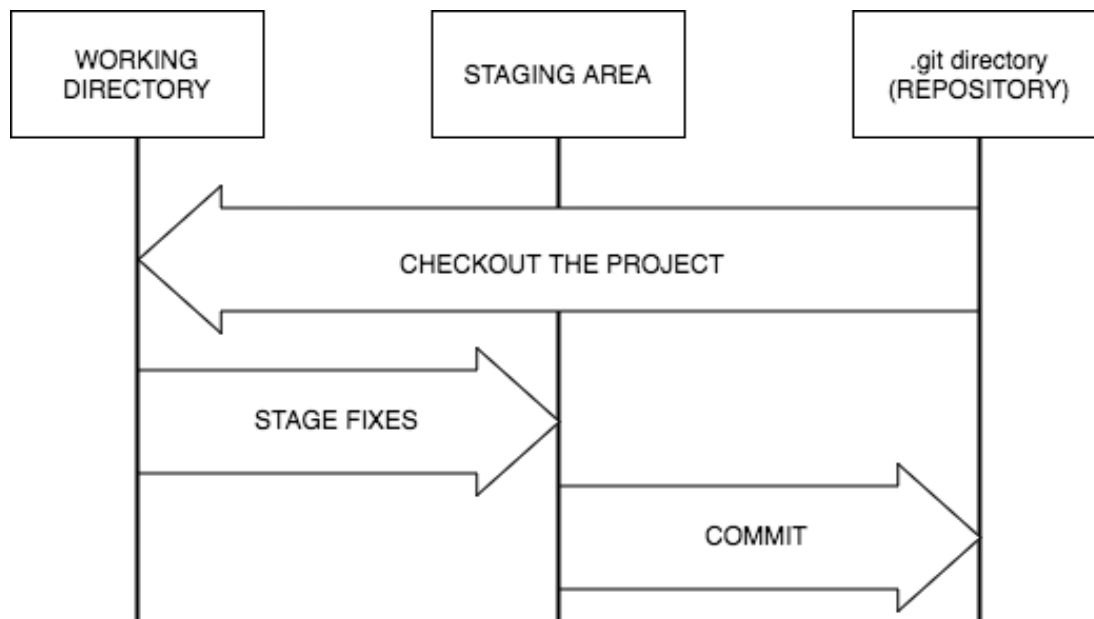 WORKING
DIRECTORY
STAGING AREA
.git directory
(REPOSITORY)
CHECKOUT THE PROJECT
STAGE FIXES
COMMIT